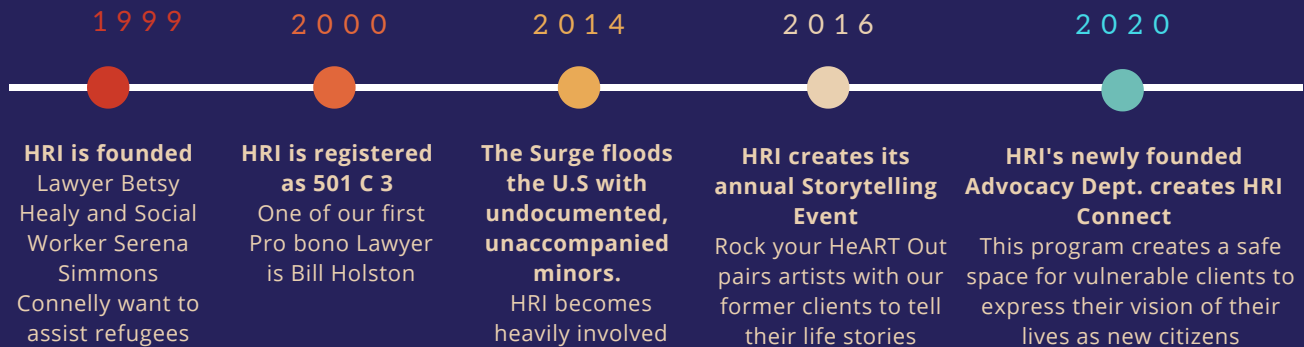 1999
HRI is founded
Lawyer Betsy
Healy and Social
Worker Serena
Simmons
Connelly want to
assist refugees
2000
HRI is registered
as 501 C 3
One of our first
Pro bono Lawyer
is Bill Holston
2014
The Surge floods
the U.S with
undocumented,
unaccompanied
minors.
HRI becomes
heavily involved
2016
HRI creates its
annual Storytelling
Event
Rock your HeART Out
pairs artists with our
former clients to tell
their life stories
2020
HRI's newly founded
Advocacy Dept. creates HRI
Connect
This program creates a safe
space for vulnerable clients to
express their vision of their
lives as new citizens